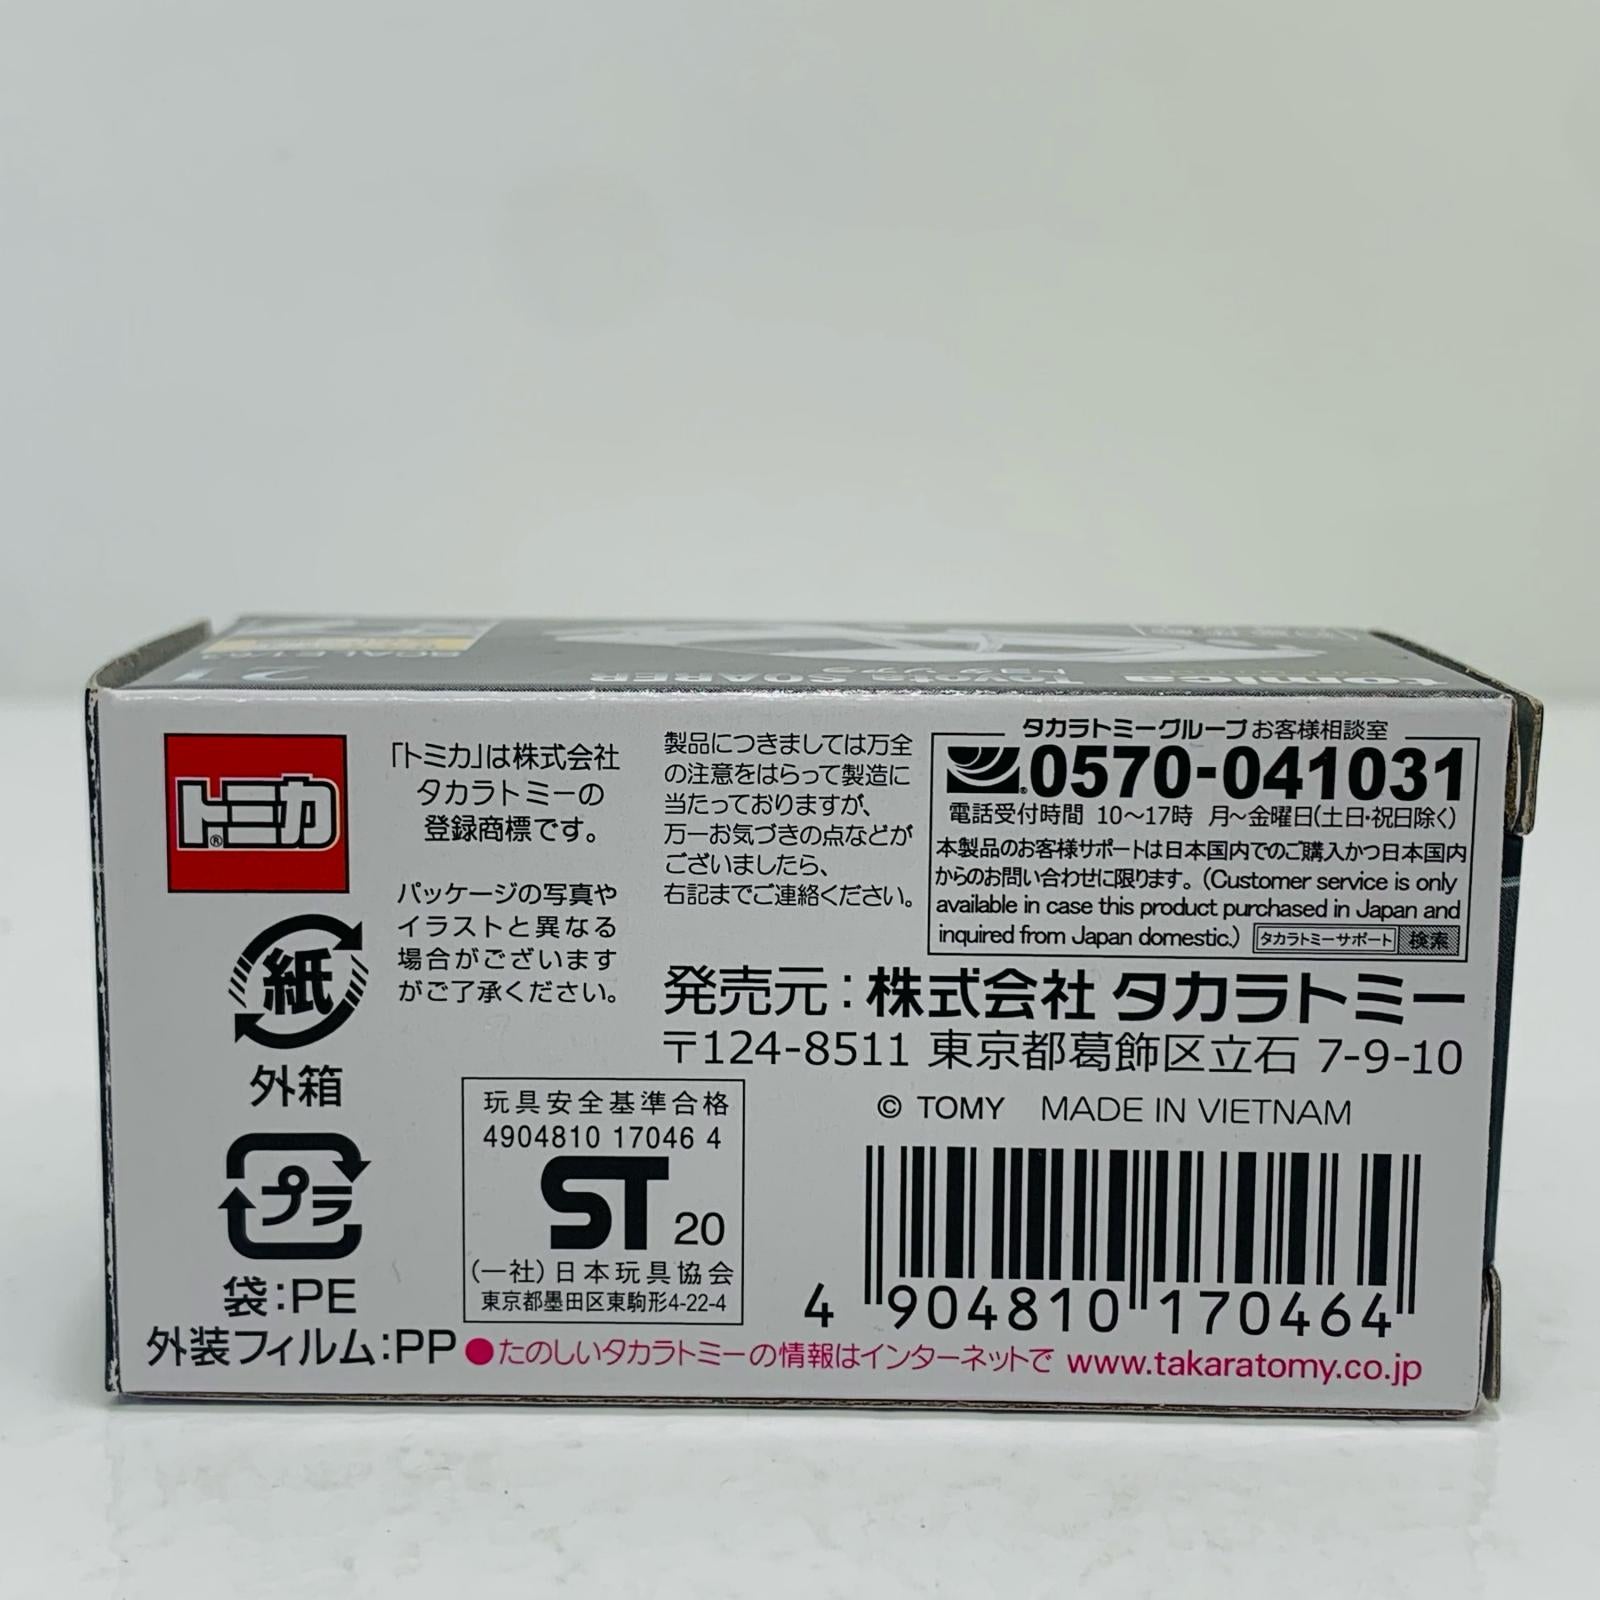 21
SCALE 1:63
Toyota SOARER
トヨタ ソアラ
tomica
トミカ®
「トミカ」は株式会社
タカラトミーの
登録商標です。
パッケージの写真や
イラストと異なる
場合がございます
がご了承ください。
製品につきましては万全
の注意をはらって製造に
当たっておりますが、
万一お気づきの点などが
ございましたら、
右記までご連絡ください。
タカラトミーグループ お客様相談室
0570-041031
電話受付時間 10〜17時 月〜金曜日(土日・祝日除く)
本製品のお客様サポートは日本国内でのご購入かつ日本国内
からのお問い合わせに限ります。(Customer service is only
available in case this product purchased in Japan and
inquired from Japan domestic.) タカラトミーサポート 検索
発売元:株式会社 タカラトミー
〒124-8511 東京都葛飾区立石 7-9-10
© TOMY MADE IN VIETNAM
紙
外箱
プラ
袋:PE
外装フィルム:PP
玩具安全基準合格
4904810 17046 4
ST 20
(一社)日本玩具協会
東京都墨田区東駒形4-22-4
4 904810 170464
●たのしいタカラトミーの情報はインターネットで www.takaratomy.co.jp